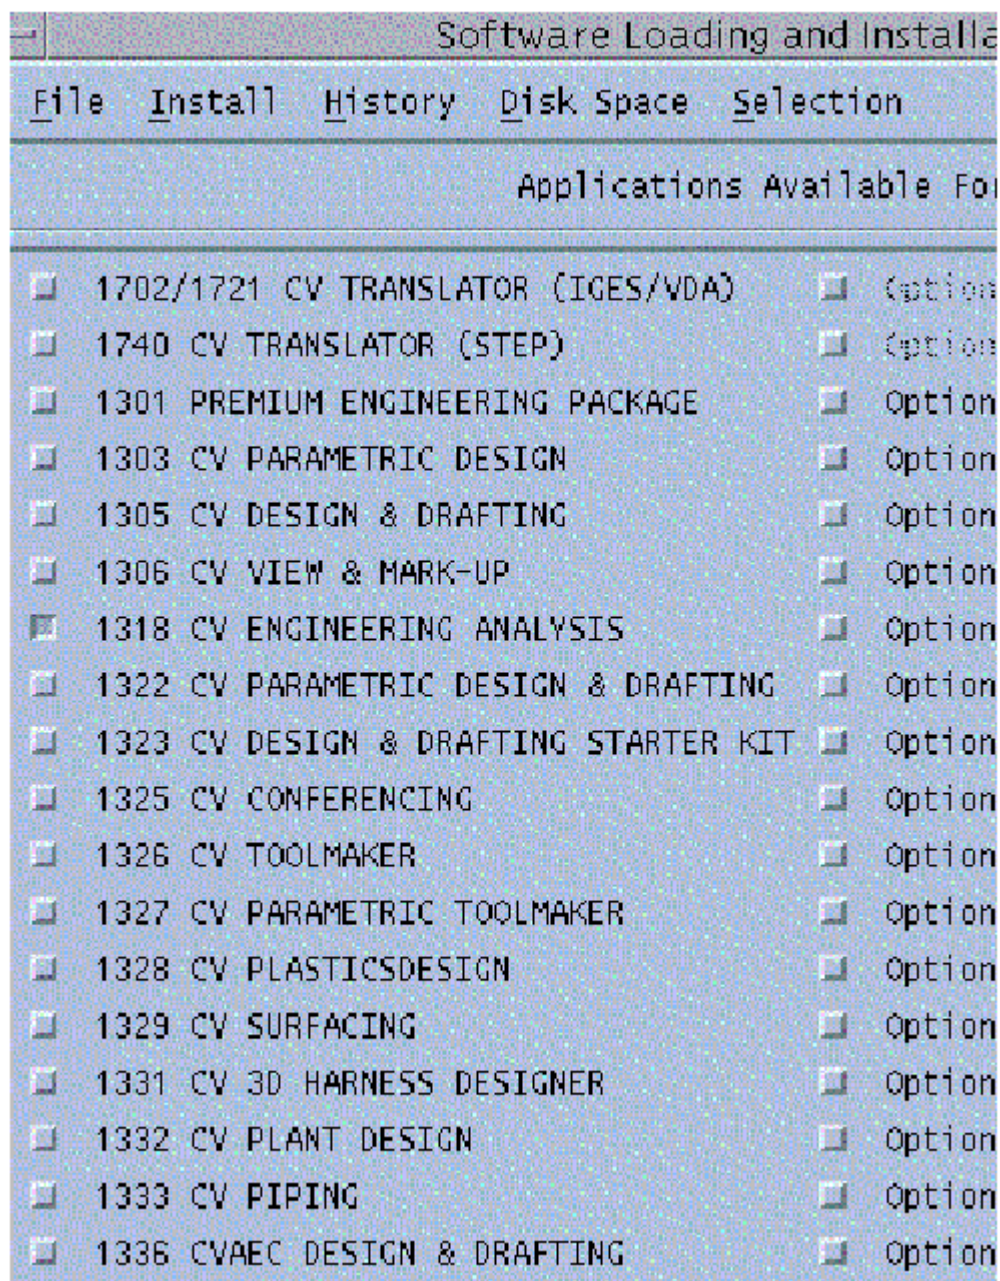 Software Loading and Installa
File Install History Disk Space Selection
Applications Available Fo
1702/1721 CV TRANSLATOR (IGES/VDA) Option
1740 CV TRANSLATOR (STEP) Option
1301 PREMIUM ENGINEERING PACKAGE Option
1303 CV PARAMETRIC DESIGN Option
1305 CV DESIGN & DRAFTING Option
1306 CV VIEW & MARK-UP Option
1318 CV ENGINEERING ANALYSIS Option
1322 CV PARAMETRIC DESIGN & DRAFTING Option
1323 CV DESIGN & DRAFTING STARTER KIT Option
1325 CV CONFERENCING Option
1326 CV TOOLMAKER Option
1327 CV PARAMETRIC TOOLMAKER Option
1328 CV PLASTICSDESIGN Option
1329 CV SURFACING Option
1331 CV 3D HARNESS DESIGNER Option
1332 CV PLANT DESIGN Option
1333 CV PIPING Option
1336 CVAEC DESIGN & DRAFTING Option